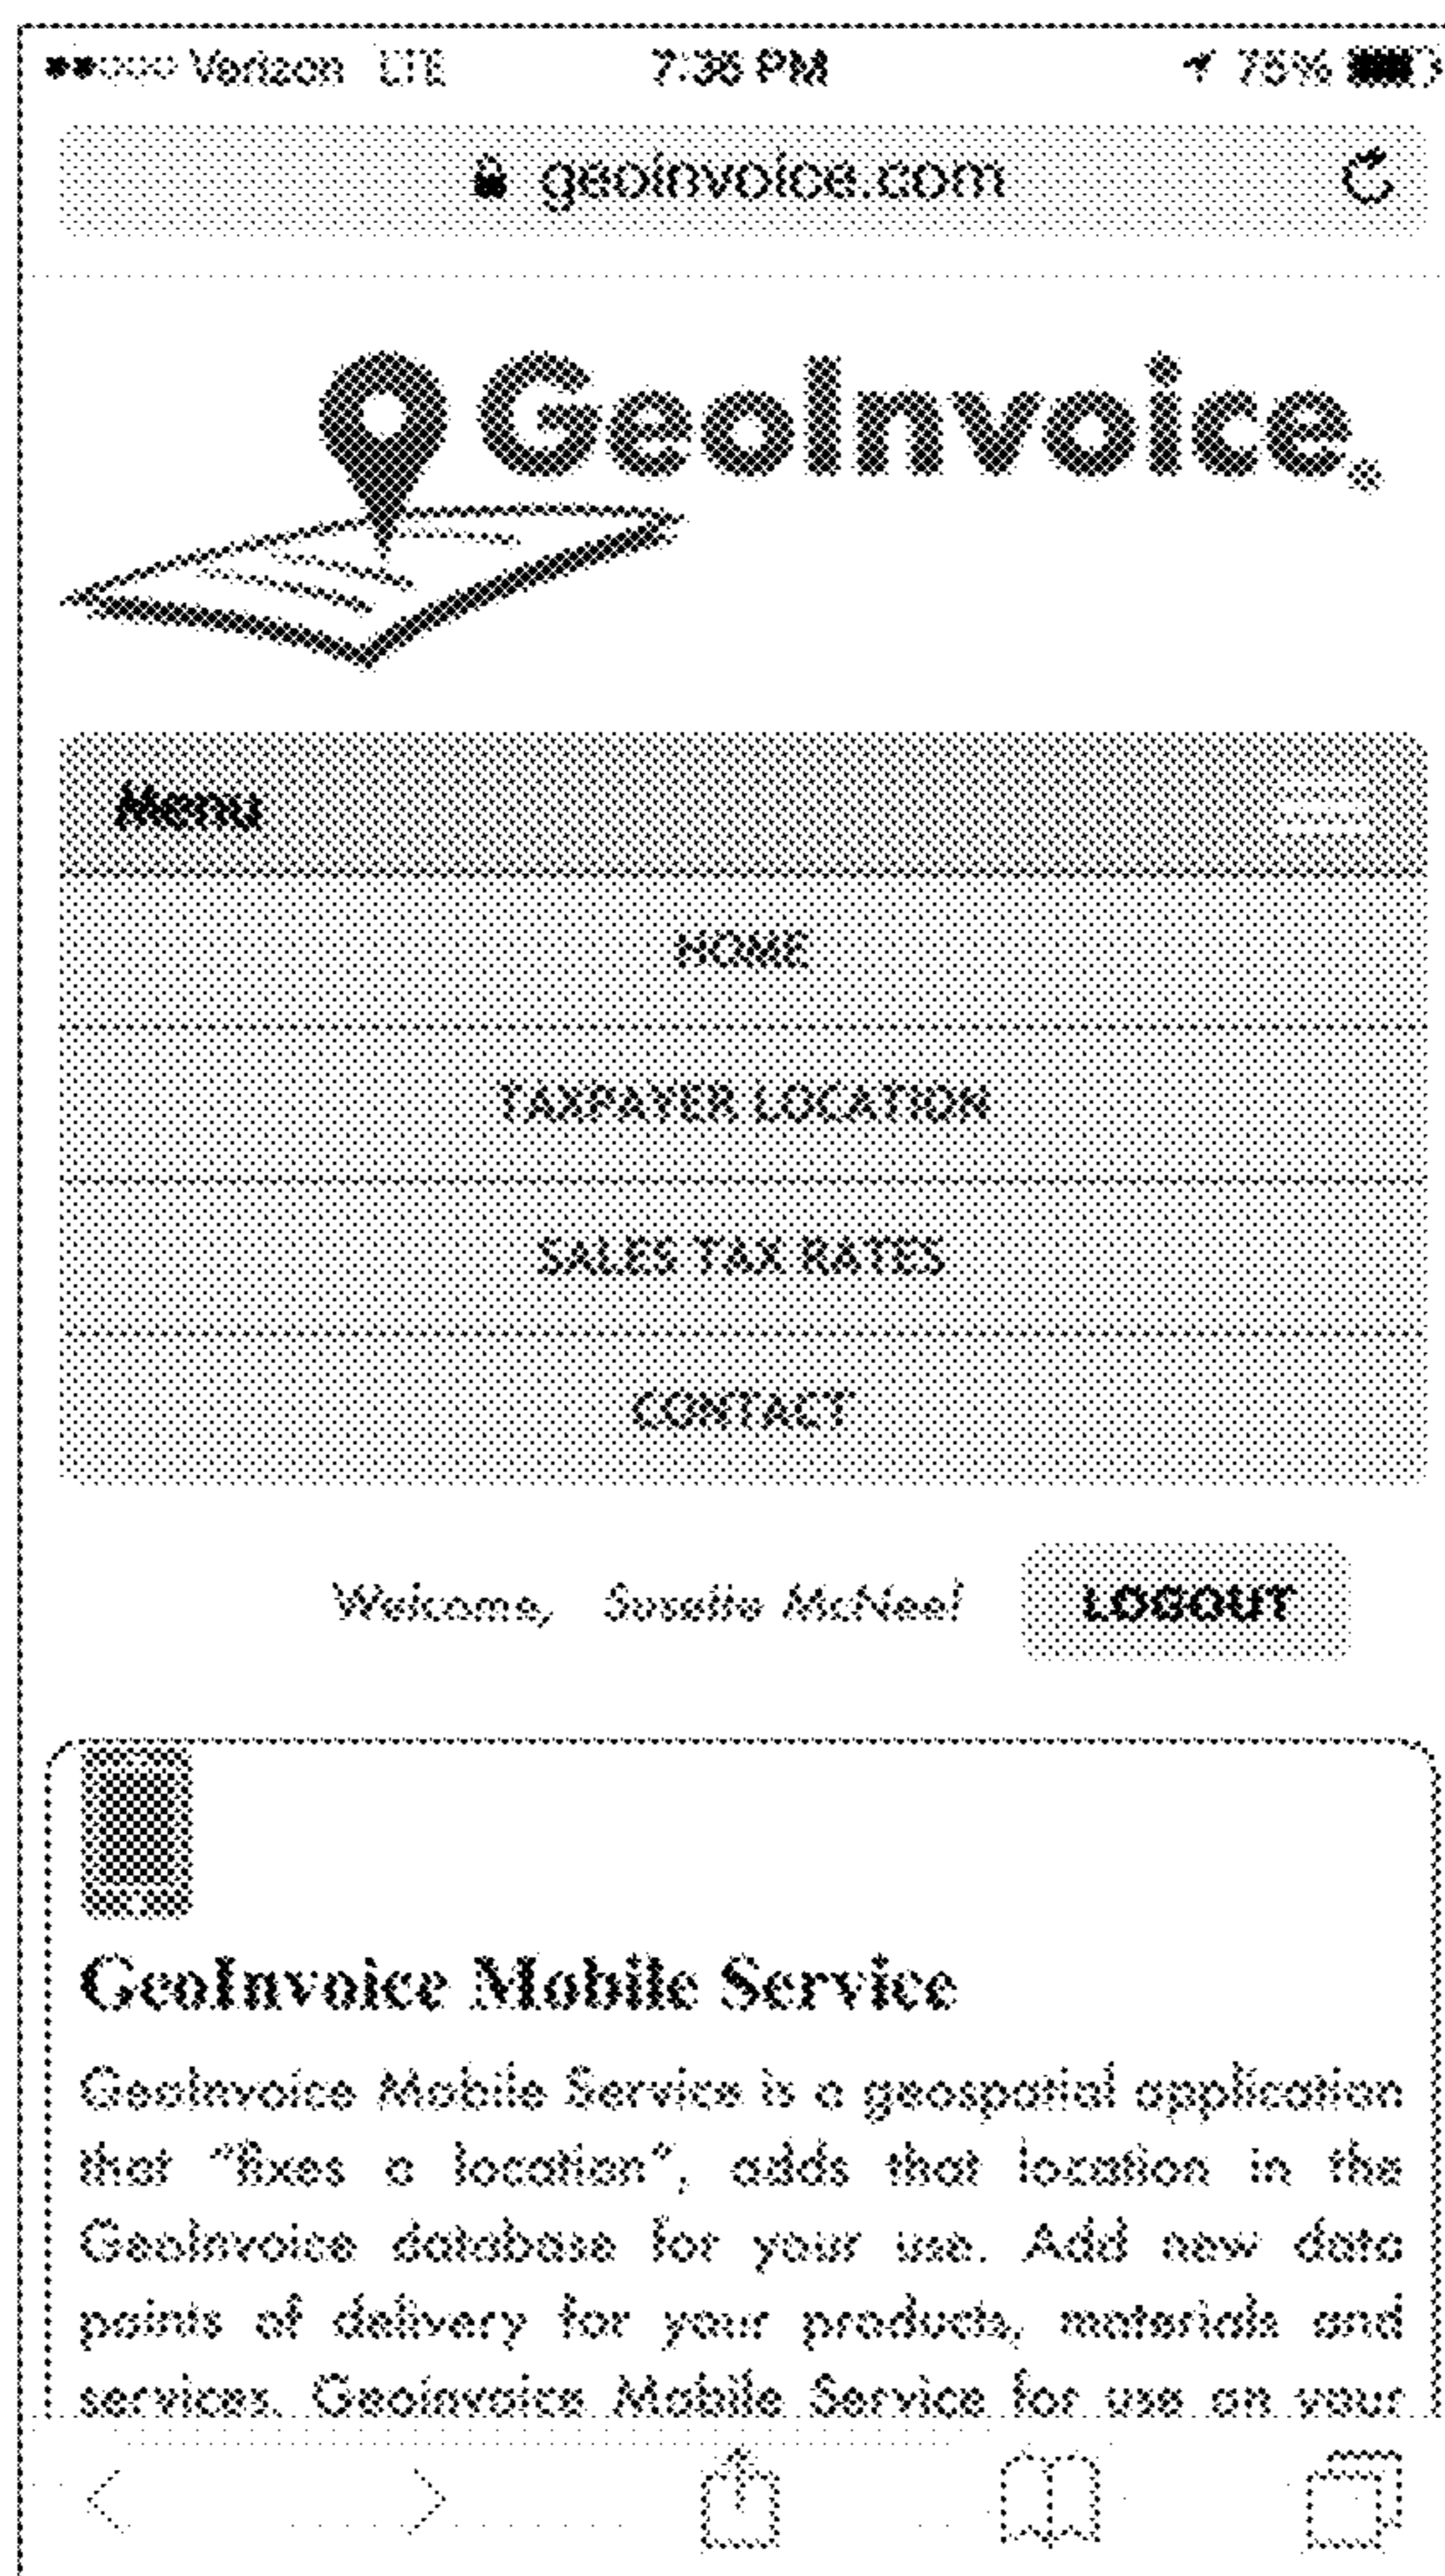 Verizon LTE 7:36 PM 75%
geoinvoice.com
GeoInvoice
Menu
HOME
TAXPAYER LOCATION
SALES TAX RATES
CONTACT
Welcome, McNeel LOGOUT
GeoInvoice Mobile Service
GeoInvoice Mobile Service is a geospatial application
that "fixes a location", adds that location in the
GeoInvoice database for your use. Add new data
points of delivery for your products, materials and
services. GeoInvoice Mobile Service for use on your